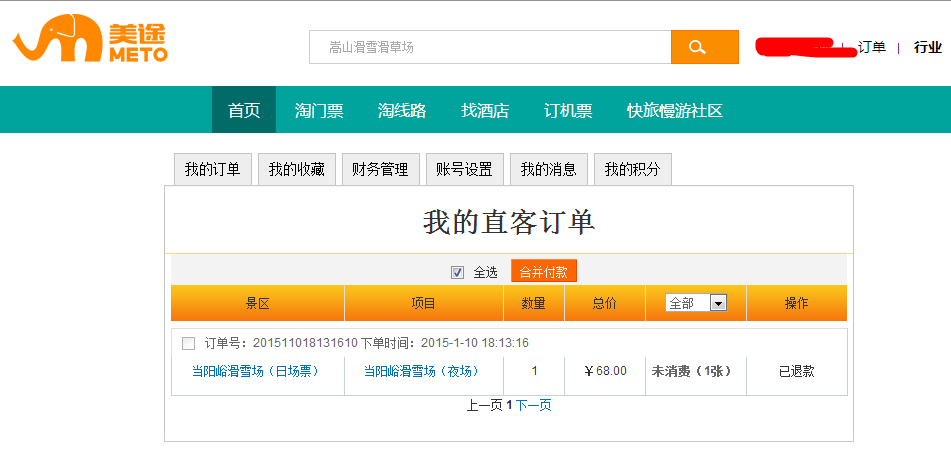 美途
METO
嵩山滑雪滑草场
订单 | 行业
首页 淘门票 淘线路 找酒店 订机票 快旅慢游社区
我的订单 我的收藏 财务管理 账号设置 我的消息 我的积分
我的直客订单
全选 合并付款
景区 项目 数量 总价 全部 操作
订单号：201511018131610 下单时间：2015-1-10 18:13:16
当阳峪滑雪场（日场票） 当阳峪滑雪场（夜场） 1 ￥68.00 未消费（1张） 已退款
上一页 1 下一页